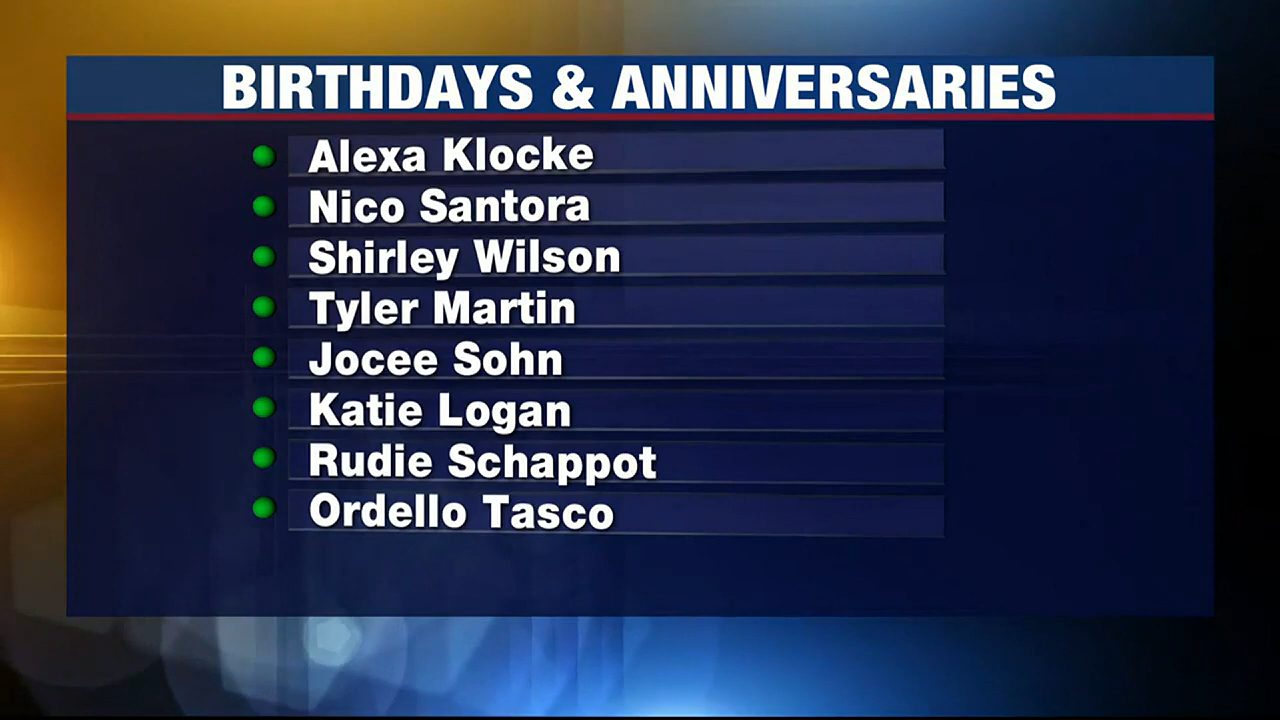 BIRTHDAYS & ANNIVERSARIES
Alexa Klocke
Nico Santora
Shirley Wilson
Tyler Martin
Jocee Sohn
Katie Logan
Rudie Schappot
Ordello Tasco